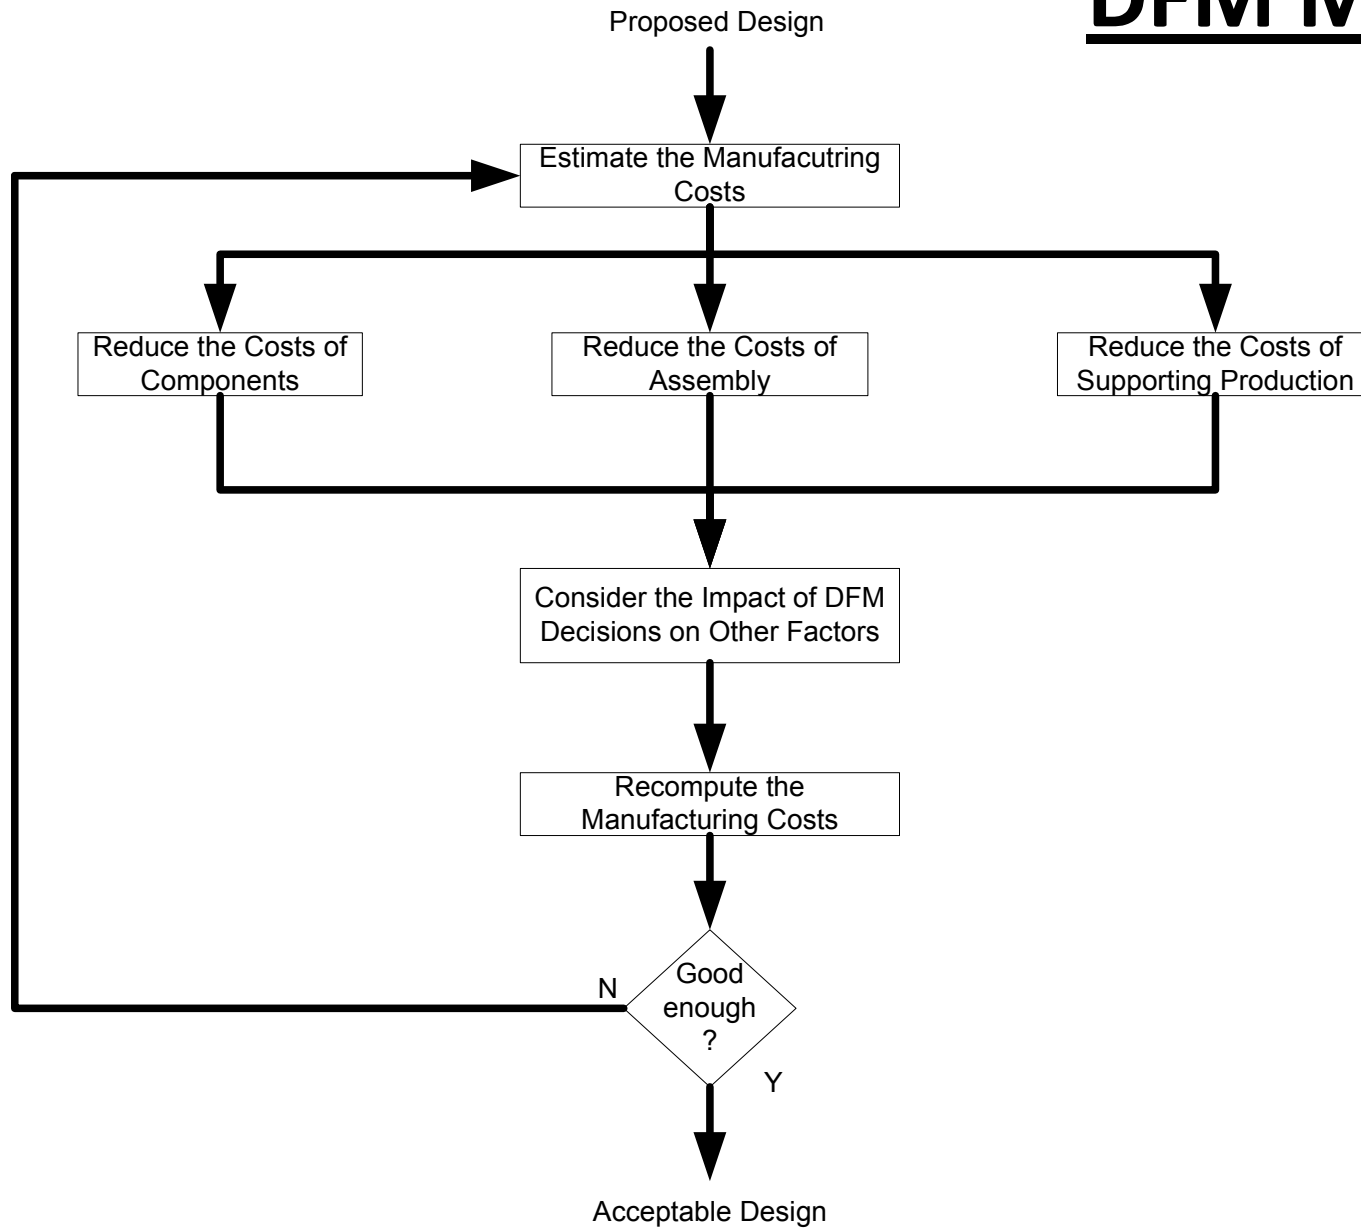 DFM M
Proposed Design
Estimate the Manufacutring
Costs
Reduce the Costs of
Components
Reduce the Costs of
Assembly
Reduce the Costs of
Supporting Production
Consider the Impact of DFM
Decisions on Other Factors
Recompute the
Manufacturing Costs
N
Good
enough
?
Y
Acceptable Design